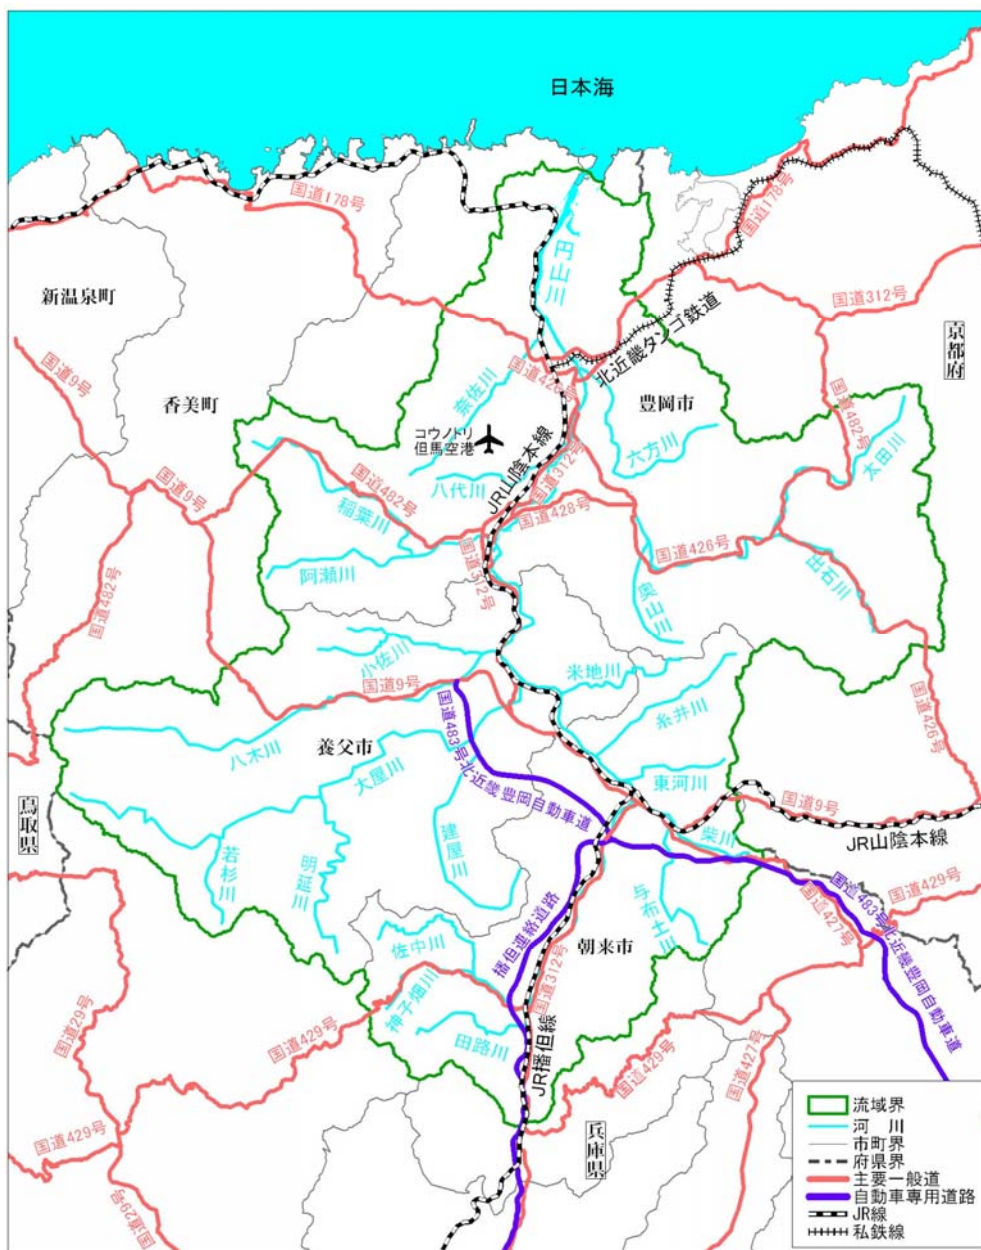 日本海
国道178号
国道178号
円山川
新温泉町
国道312号
北近畿タンゴ鉄道
京都府
国道9号
香美町
奈佐川
国道426号
豊岡市
コウノトリ
但馬空港
JR山陰本線
国道312号
六方川
国道482号
太田川
国道9号
国道482号
八代川
稲葉川
国道428号
国道426号
阿瀬川
国道312号
奥山川
出石川
国道482号
小佐川
国道9号
米地川
糸井川
国道426号
八木川
養父市
大屋川
国道483号北近畿豊岡自動車道
東河川
国道9号
JR山陰本線
鳥取県
若杉川
明延川
建屋川
柴川
国道429号
国道427号
国道483号北近畿豊岡自動車道
与布土川
播但連絡道路
佐中川
朝来市
神子畑川
国道312号
国道29号
国道429号
田路川
JR播但線
国道429号
国道427号
国道429号
兵庫県
国道29号
流域界
河川
市町界
府県界
主要一般道
自動車専用道路
JR線
私鉄線